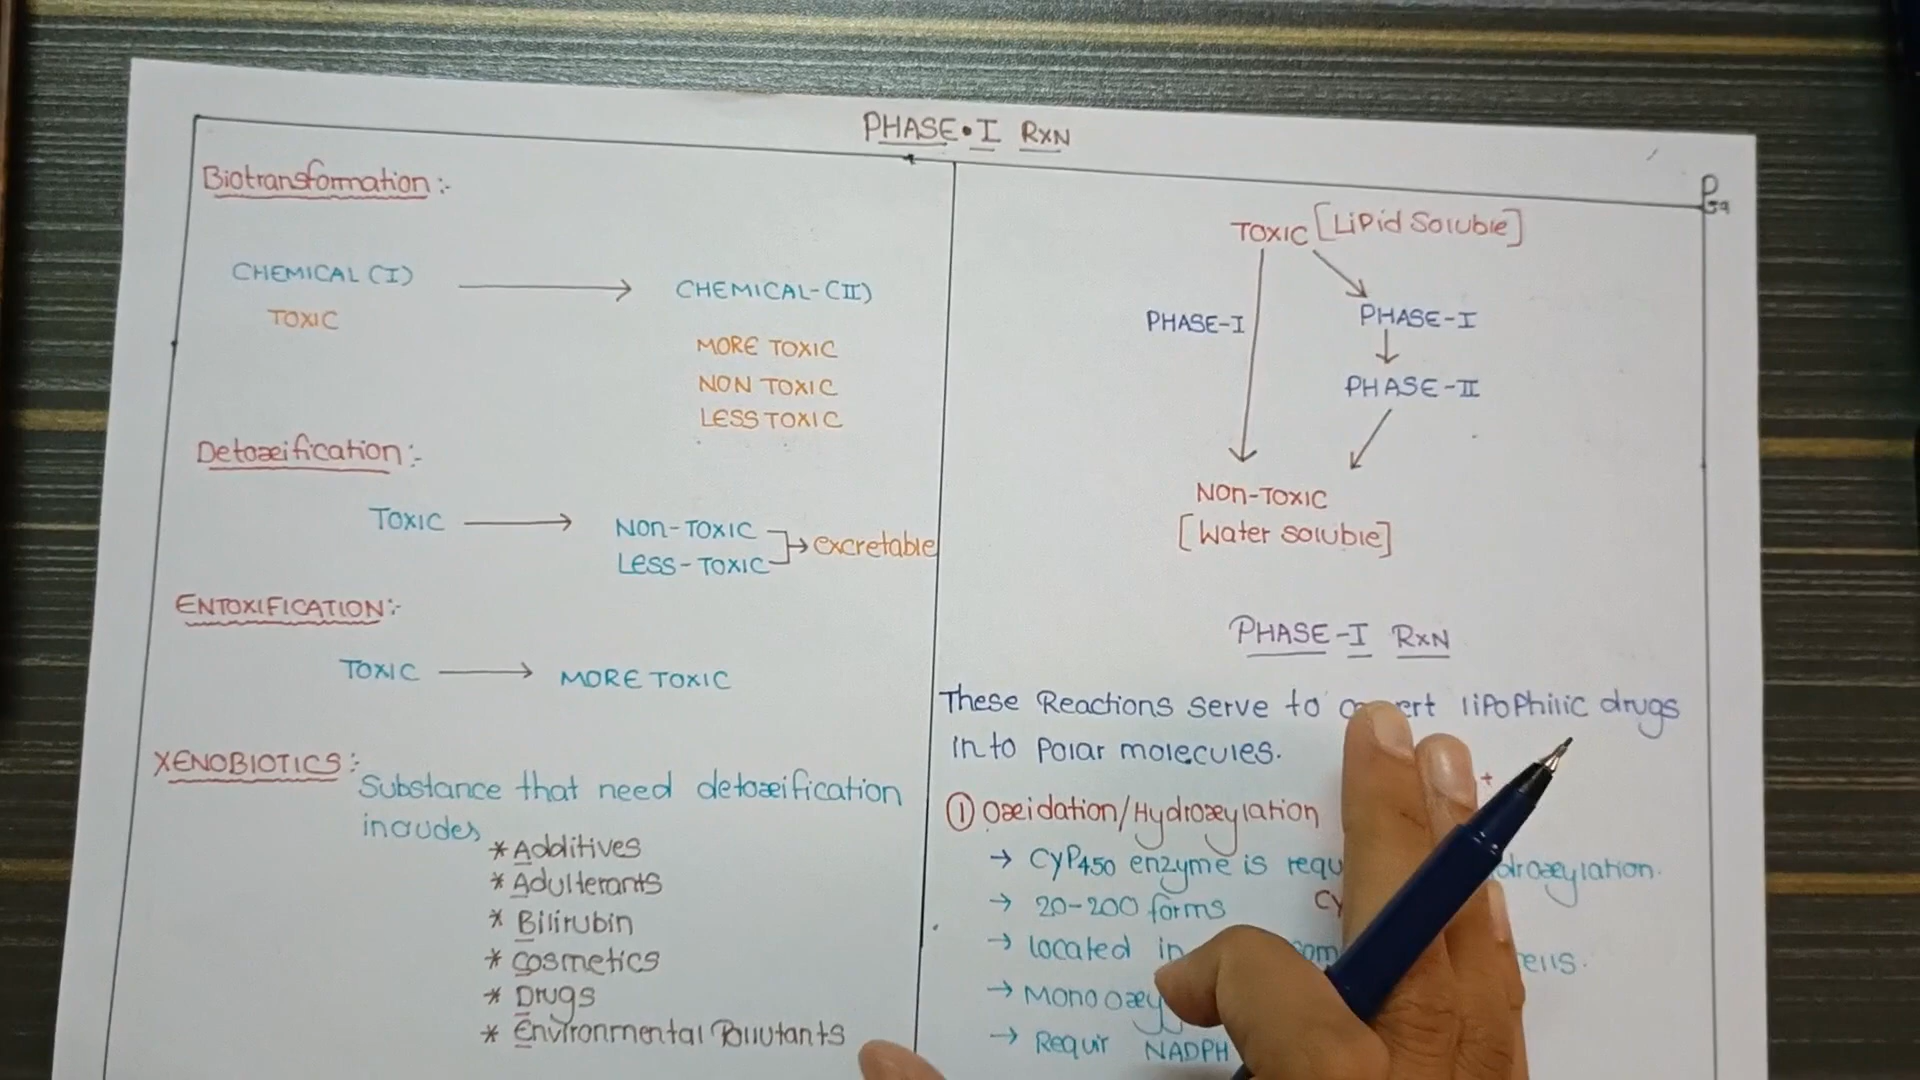 PHASE•I RXN
Biotransformation :-
CHEMICAL (I) → CHEMICAL-(II)
TOXIC
MORE TOXIC
NON TOXIC
LESS TOXIC
Detoxification :-
TOXIC → NON-TOXIC
LESS-TOXIC → excretable
ENTOXIFICATION :-
TOXIC → MORE TOXIC
XENOBIOTICS :-
Substance that need detoxification
incudes
* Additives
* Adulterants
* Bilirubin
* Cosmetics
* Drugs
* Environmental Pollutants
TOXIC [Lipid Soluble]
PHASE-I
PHASE-I
PHASE-II
NON-TOXIC
[Water soluble]
PHASE-I RXN
These Reactions serve to lipophilic drugs
into Polar molecules.
① Oxidation/Hydroxylation +
→ CYP450 enzyme is
→ 20-200 forms
→ located in
→ Mono
→ Requir NADPH